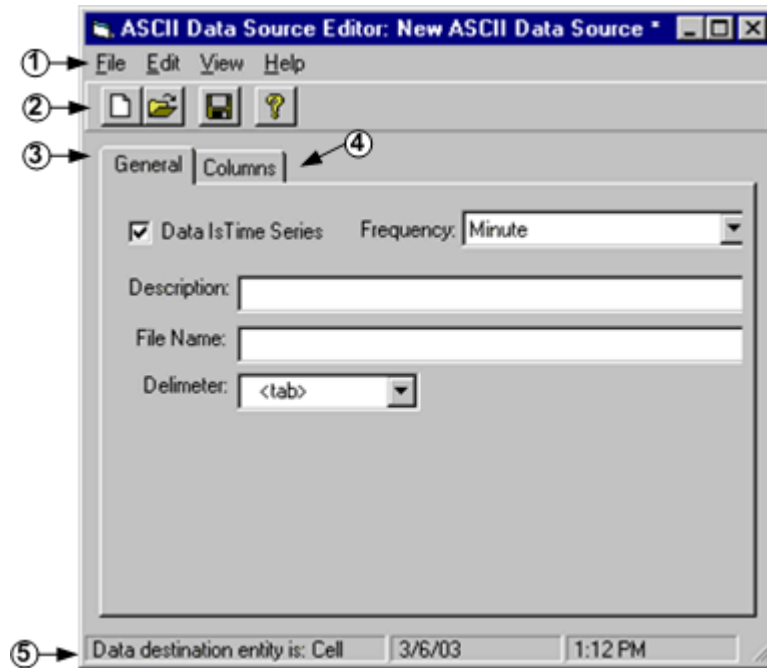 ASCII Data Source Editor: New ASCII Data Source *
1 File Edit View Help
2
3 General Columns 4
Data IsTime Series Frequency: Minute
Description:
File Name:
Delimeter: <tab>
5 Data destination entity is: Cell 3/6/03 1:12 PM